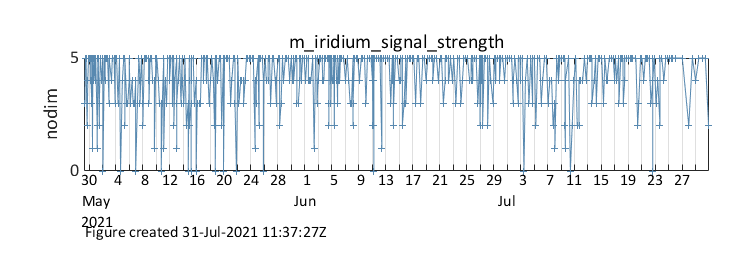 m_iridium_signal_strength
5
nodim
0
30 4 8 12 16 20 24 28 1 5 9 13 17 21 25 29 3 7 11 15 19 23 27
May Jun Jul
2021
Figure created 31-Jul-2021 11:37:27Z